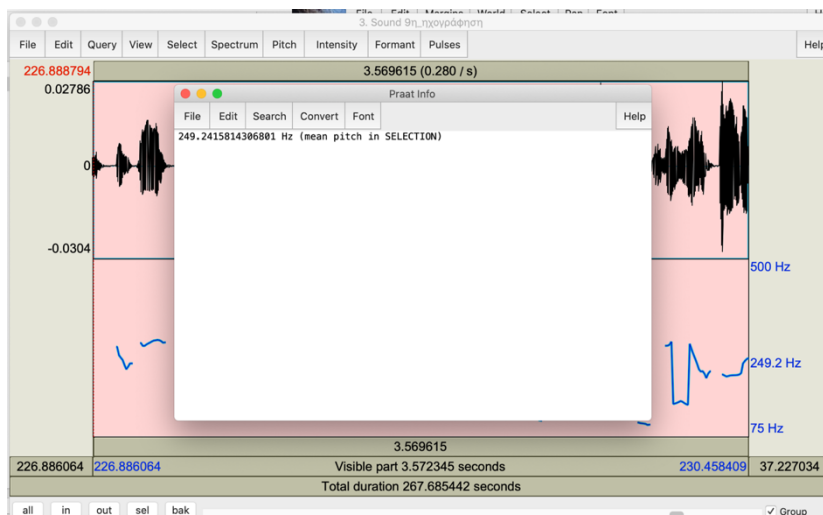 3. Sound 9η_ηχογράφηση
File Edit Query View Select Spectrum Pitch Intensity Formant Pulses Help
226.888794 3.569615 (0.280 / s)
0.02786
0
-0.0304
Praat Info
File Edit Search Convert Font Help
249.2415814306801 Hz (mean pitch in SELECTION)
500 Hz
249.2 Hz
75 Hz
3.569615
226.886064 226.886064 Visible part 3.572345 seconds 230.458409 37.227034
Total duration 267.685442 seconds
all in out sel bak Group